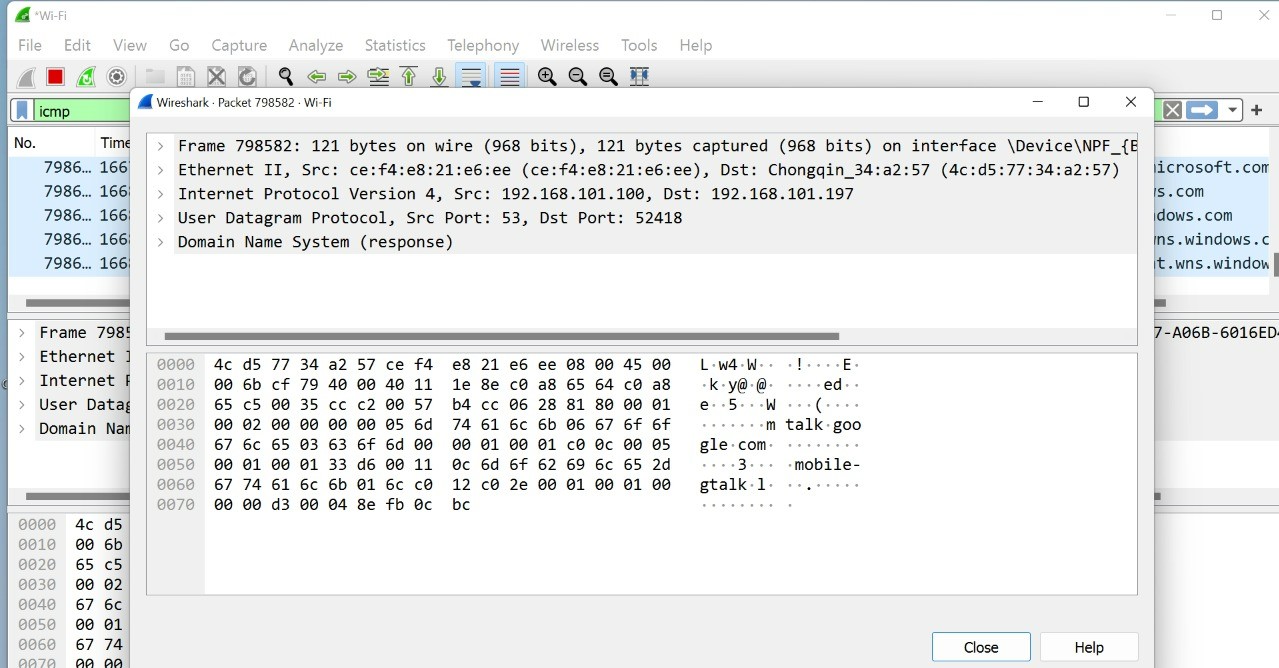 *Wi-Fi
File Edit View Go Capture Analyze Statistics Telephony Wireless Tools Help
icmp
Wireshark · Packet 798582 · Wi-Fi
No. Time
7986... 166
7986... 166
7986... 166
7986... 166
7986... 166
Frame 798582: 121 bytes on wire (968 bits), 121 bytes captured (968 bits) on interface \Device\NPF_{B
Ethernet II, Src: ce:f4:e8:21:e6:ee (ce:f4:e8:21:e6:ee), Dst: Chongqin_34:a2:57 (4c:d5:77:34:a2:57)
Internet Protocol Version 4, Src: 192.168.101.100, Dst: 192.168.101.197
User Datagram Protocol, Src Port: 53, Dst Port: 52418
Domain Name System (response)
icrosoft.com
s.com
dows.com
ns.windows.c
t.wns.window
Frame 7985
Ethernet I
Internet P
User Datag
Domain Nam
7-A06B-6016ED4
0000 4c d5 77 34 a2 57 ce f4 e8 21 e6 ee 08 00 45 00 L·w4·W·· ·!····E·
0010 00 6b cf 79 40 00 40 11 1e 8e c0 a8 65 64 c0 a8 ·k·y@·@· ····ed··
0020 65 c5 00 35 cc c2 00 57 b4 cc 06 28 81 80 00 01 e··5···W ···(····
0030 00 02 00 00 00 00 05 6d 74 61 6c 6b 06 67 6f 6f ·······m talk·goo
0040 67 6c 65 03 63 6f 6d 00 00 01 00 01 c0 0c 00 05 gle·com· ········
0050 00 01 00 01 33 d6 00 11 0c 6d 6f 62 69 6c 65 2d ····3··· ·mobile-
0060 67 74 61 6c 6b 01 6c c0 12 c0 2e 00 01 00 01 00 gtalk·l· ··.·····
0070 00 00 d3 00 04 8e fb 0c bc ········ ·
0000 4c d5
0010 00 6b
0020 65 c5
0030 00 02
0040 67 6c
0050 00 01
0060 67 74
0070 00 00
Close Help